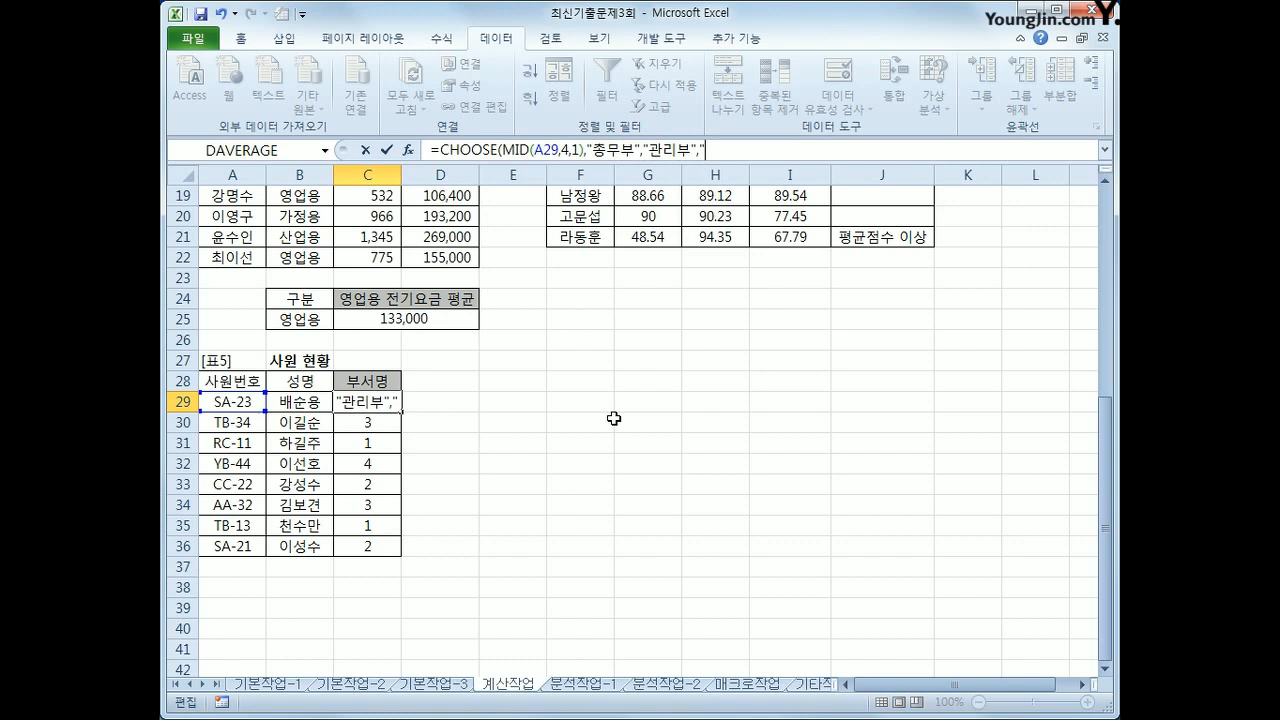 최신기출문제3회 - Microsoft Excel
YoungJin.com Y.
파일 홈 삽입 페이지 레이아웃 수식 데이터 검토 보기 개발 도구 추가 기능
Access 웹 텍스트 기타 원본 기존 연결 모두 새로 고침 연결 속성 연결 편집 정렬 필터 지우기 다시 적용 고급 텍스트 나누기 중복된 항목 제거 데이터 유효성 검사 통합 가상 분석 그룹 그룹 해제 부분합
외부 데이터 가져오기 연결 정렬 및 필터 데이터 도구 윤곽선
DAVERAGE =CHOOSE(MID(A29,4,1),"총무부","관리부","
A B C D E F G H I J K L
19 강명수 영업용 532 106,400 남정왕 88.66 89.12 89.54
20 이영구 가정용 966 193,200 고문섭 90 90.23 77.45
21 윤수인 산업용 1,345 269,000 라동훈 48.54 94.35 67.79 평균점수 이상
22 최이선 영업용 775 155,000
23
24 구분 영업용 전기요금 평균
25 영업용 133,000
26
27 [표5] 사원 현황
28 사원번호 성명 부서명
29 SA-23 배순용 "관리부","
30 TB-34 이길순 3
31 RC-11 하길주 1
32 YB-44 이선호 4
33 CC-22 강성수 2
34 AA-32 김보견 3
35 TB-13 천수만 1
36 SA-21 이성수 2
37
38
39
40
41
42
기본작업-1 기본작업-2 기본작업-3 계산작업 분석작업-1 분석작업-2 매크로작업 기타작
편집 100%